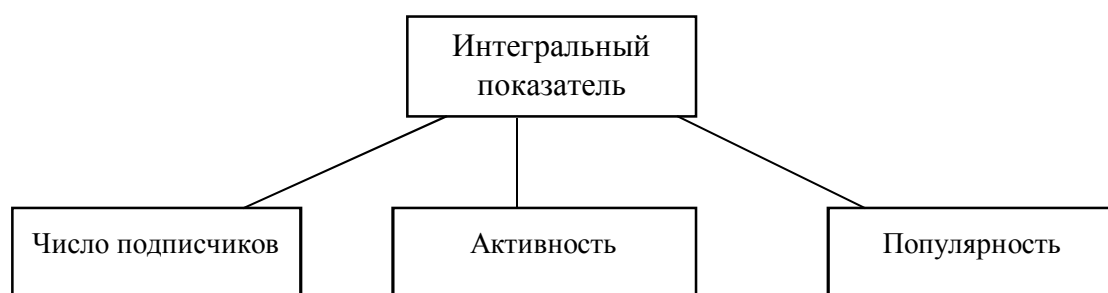 Интегральный
показатель
Число подписчиков
Активность
Популярность